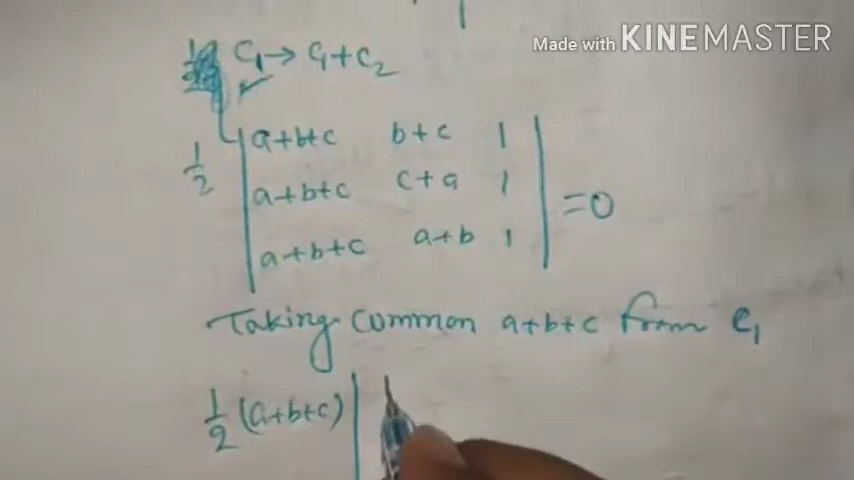 Made with KINEMASTER
C₁→ C₁+C₂
1/2 | a+b+c b+c 1 |
| a+b+c c+a 1 | =0
| a+b+c a+b 1 |
Taking common a+b+c from C₁
1/2 (a+b+c) |